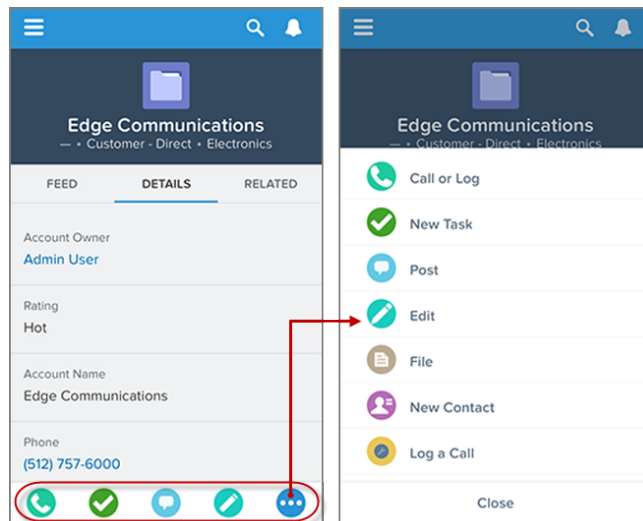 Edge Communications
— • Customer - Direct • Electronics
FEED DETAILS RELATED
Account Owner
Admin User
Rating
Hot
Account Name
Edge Communications
Phone
(512) 757-6000
Edge Communications
— • Customer - Direct • Electronics
Call or Log
New Task
Post
Edit
File
New Contact
Log a Call
Close